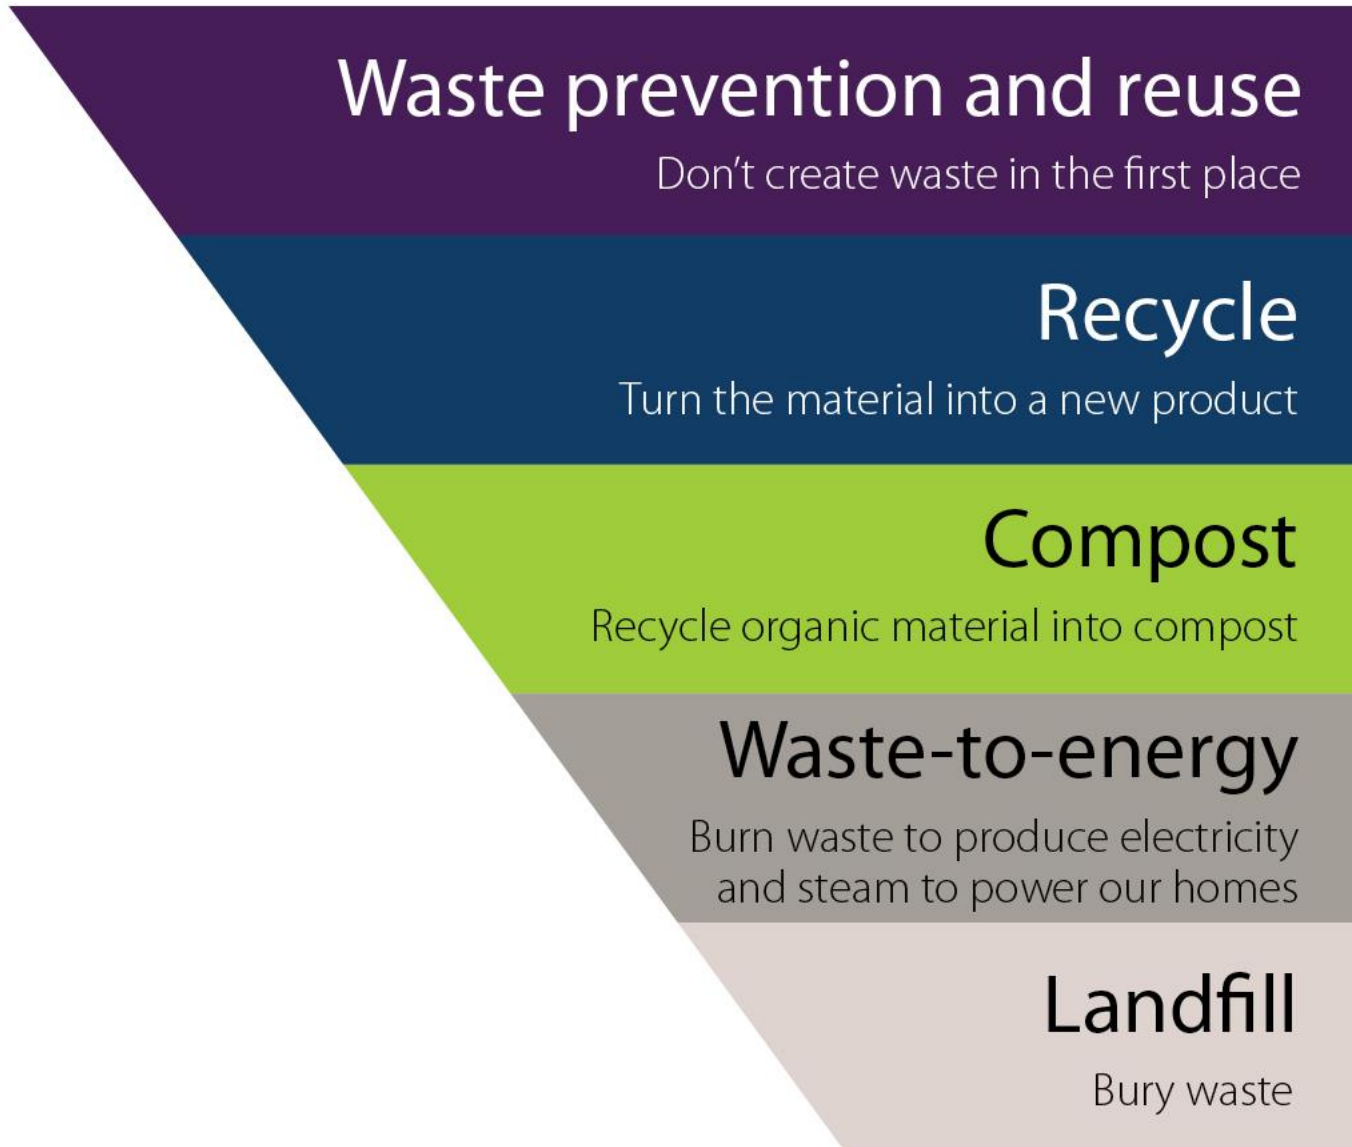 Waste prevention and reuse
Don’t create waste in the first place
Recycle
Turn the material into a new product
Compost
Recycle organic material into compost
Waste-to-energy
Burn waste to produce electricity
and steam to power our homes
Landfill
Bury waste